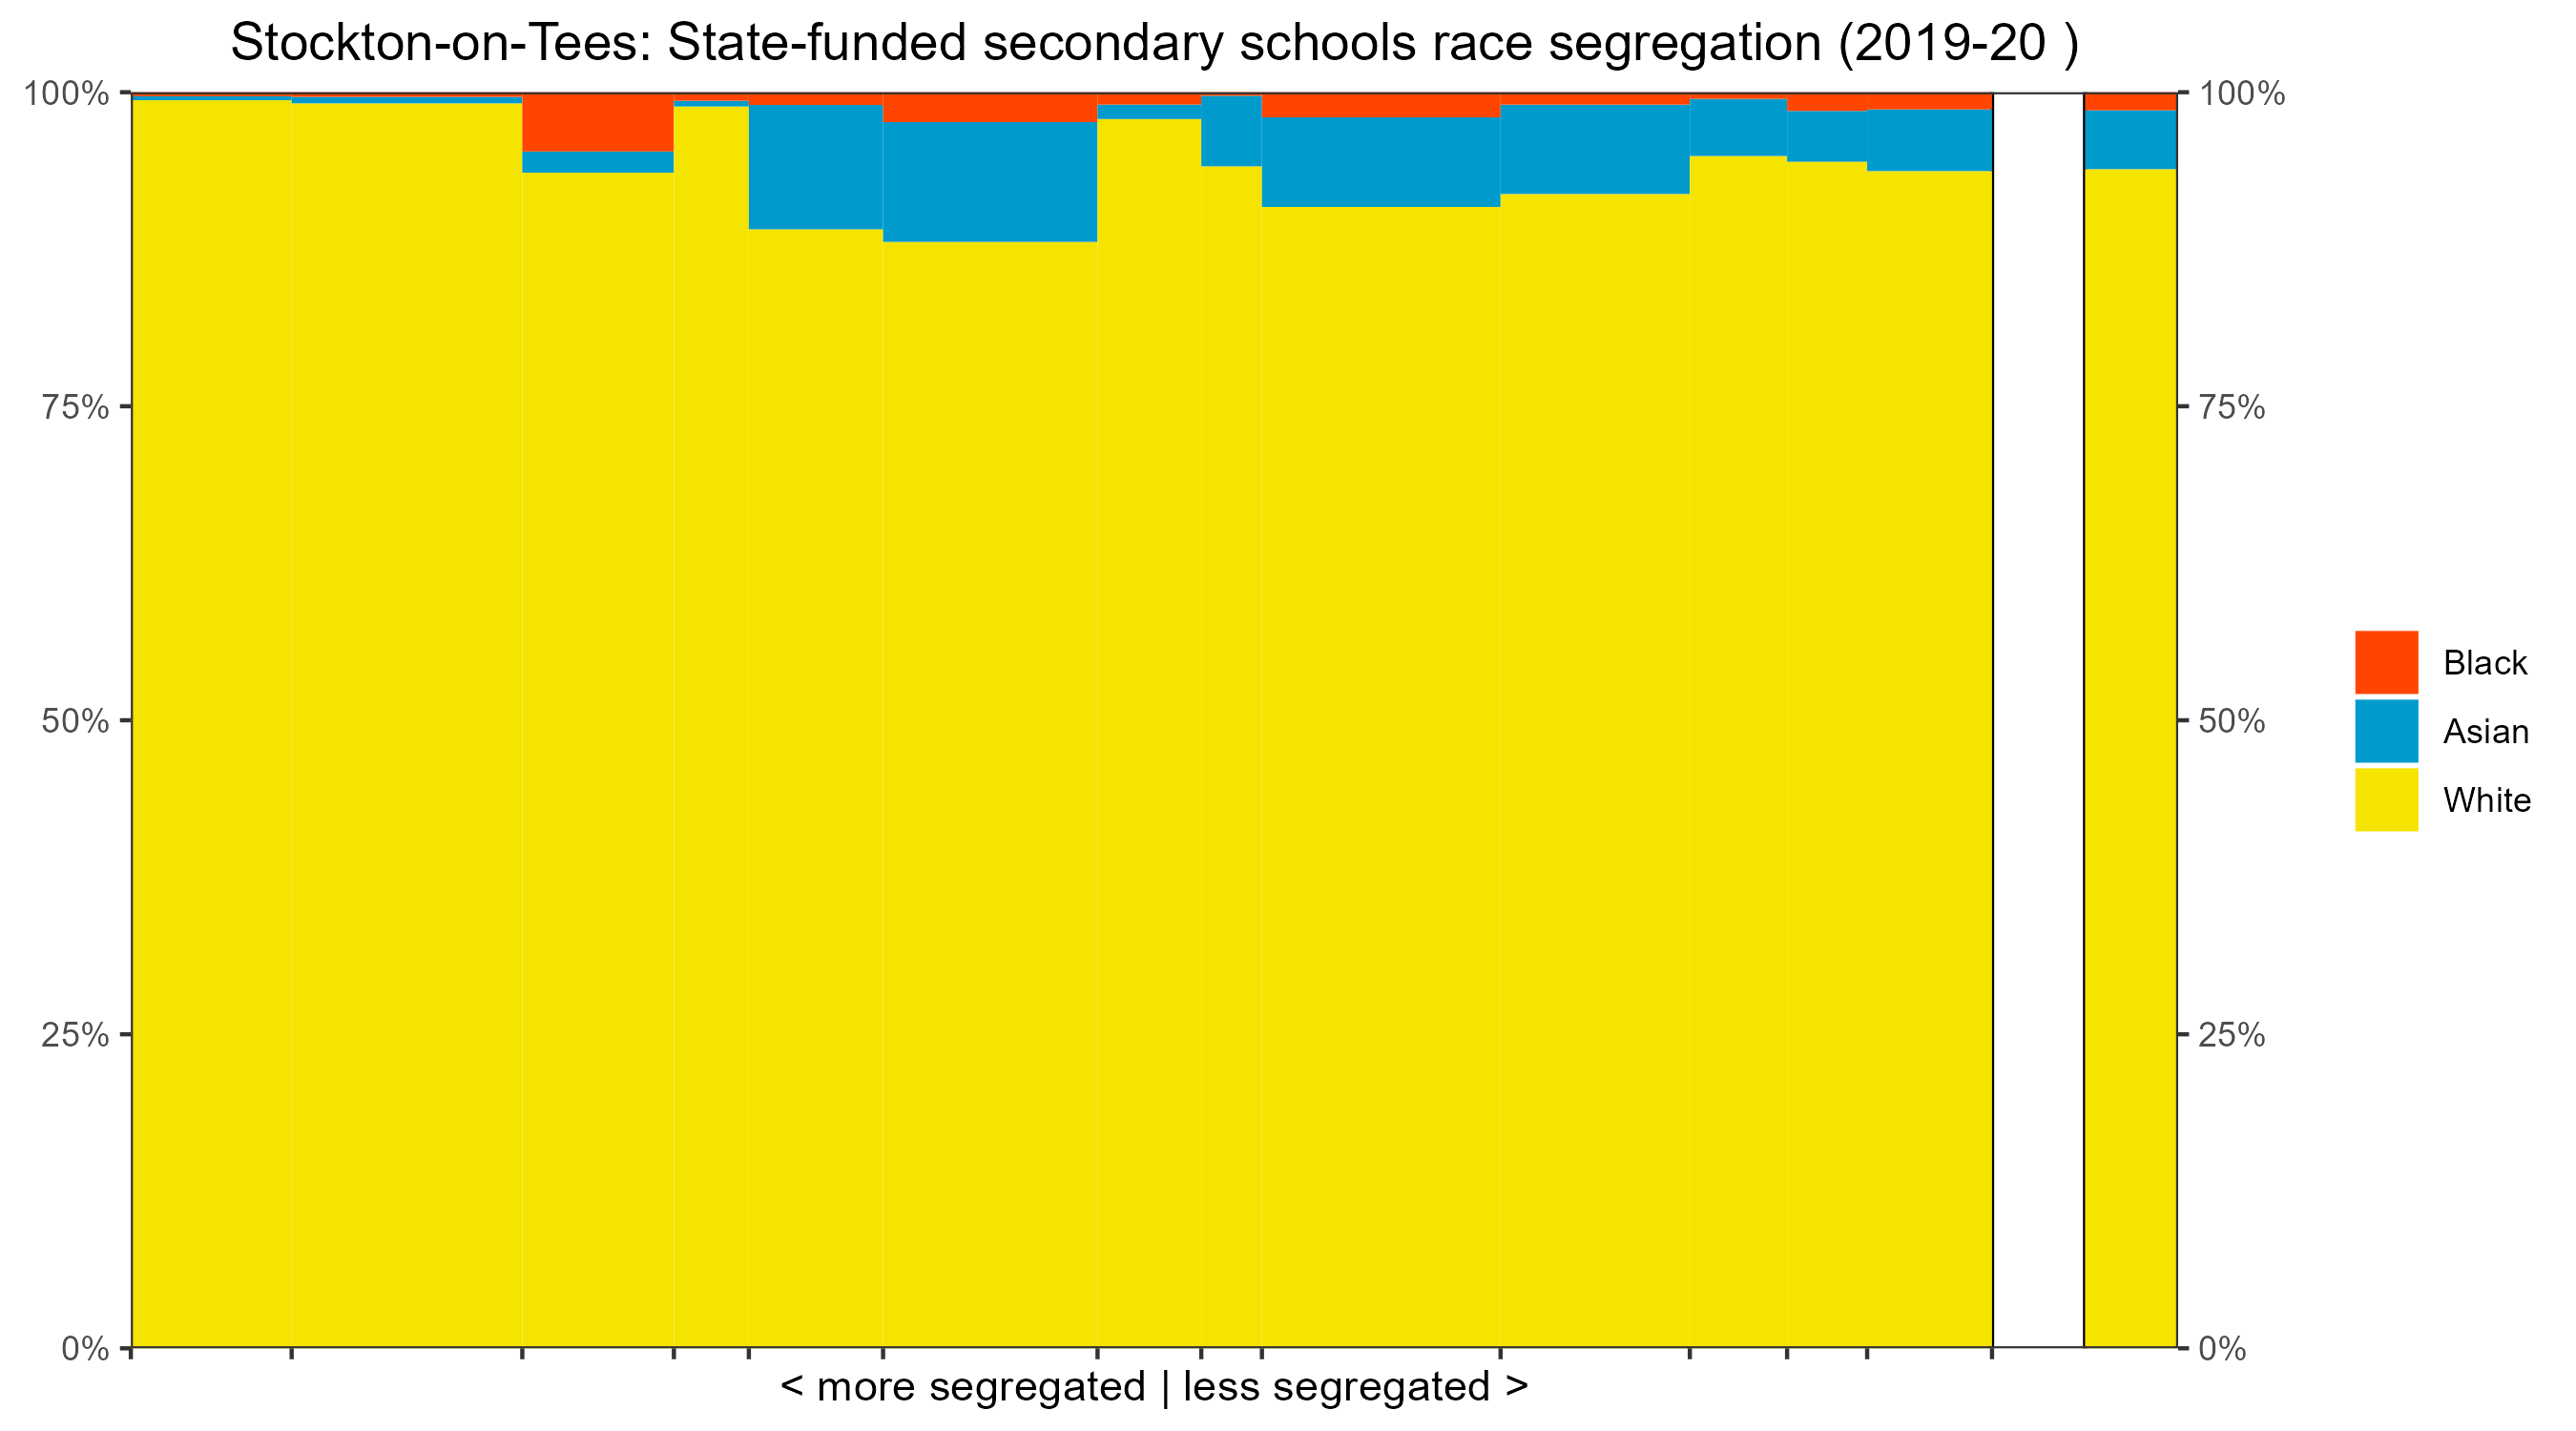 Stockton-on-Tees: State-funded secondary schools race segregation (2019-20 )
100%
75%
50%
25%
0%
100%
75%
50%
25%
0%
Black
Asian
White
< more segregated | less segregated >